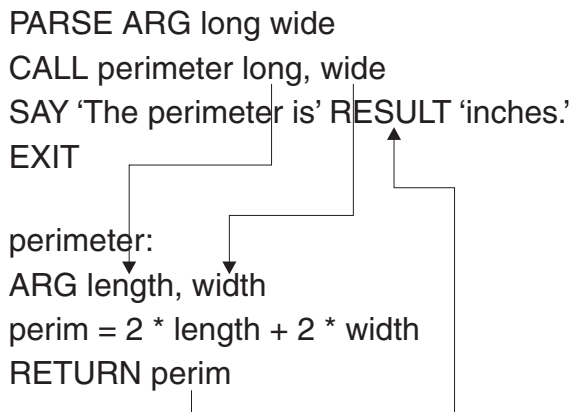 PARSE ARG long wide
CALL perimeter long, wide
SAY ‘The perimeter is’ RESULT ‘inches.’
EXIT
perimeter:
ARG length, width
perim = 2 * length + 2 * width
RETURN perim